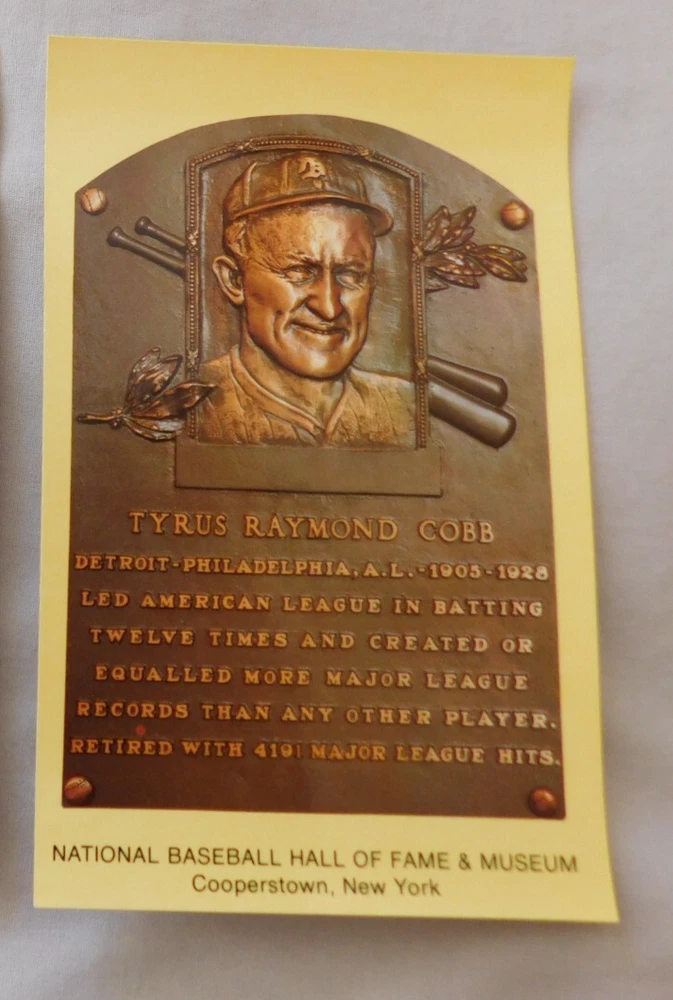 B
TYRUS RAYMOND COBB
DETROIT-PHILADELPHIA, A.L.-1905-1928
LED AMERICAN LEAGUE IN BATTING
TWELVE TIMES AND CREATED OR
EQUALLED MORE MAJOR LEAGUE
RECORDS THAN ANY OTHER PLAYER.
RETIRED WITH 4191 MAJOR LEAGUE HITS.
NATIONAL BASEBALL HALL OF FAME & MUSEUM
Cooperstown, New York